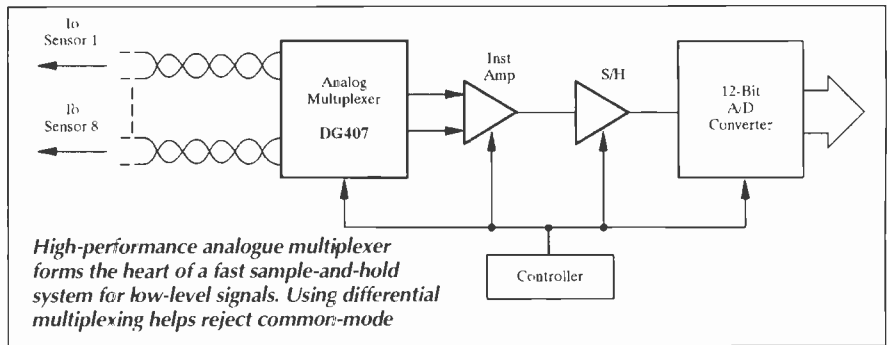 To
Sensor 1
To
Sensor 8
Analog
Multiplexer
DG407
Inst
Amp
S/H
12-Bit
A/D
Converter
Controller
High-performance analogue multiplexer
forms the heart of a fast sample-and-hold
system for low-level signals. Using differential
multiplexing helps reject common-mode